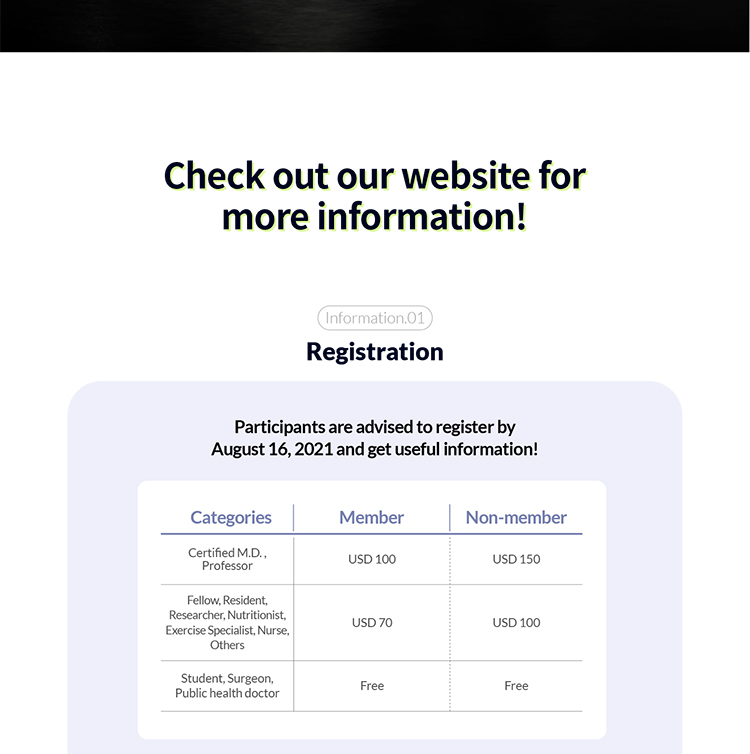 Check out our website for
more information!
Information.01
Registration
Participants are advised to register by
August 16, 2021 and get useful information!
Categories Member Non-member
Certified M.D. ,
Professor
USD 100 USD 150
Fellow, Resident,
Researcher, Nutritionist,
Exercise Specialist, Nurse,
Others
USD 70 USD 100
Student, Surgeon,
Public health doctor
Free Free